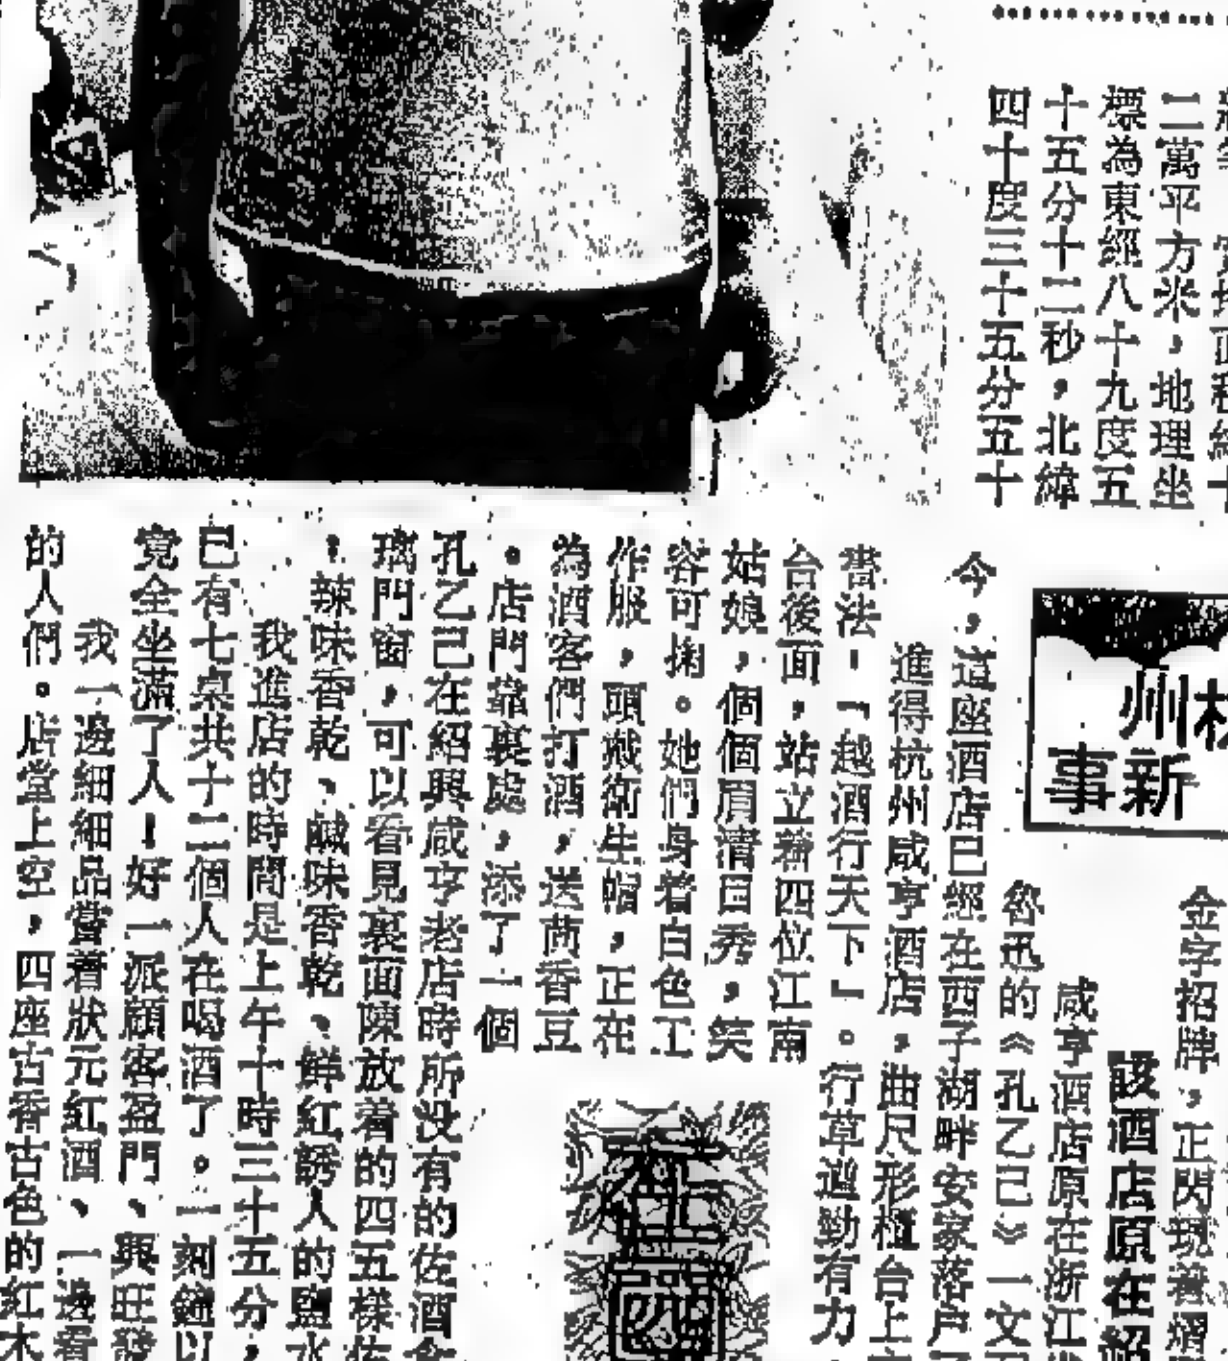 二萬平方米，地理坐
標為東經八十九度五
十五分十二秒，北緯
四十度三十五分五十
州
新事
金字招牌，正閃現着熠
該酒店原在紹
咸亨酒店原在浙江
魯迅的《孔乙己》一文
今，這座酒店已經在西子湖畔安家落户
進得杭州咸亨酒店，曲尺形櫃台上
書法-「越酒行天下」。行草遒勁有力
台後面，站立着四位江南
姑娘，個個眉清目秀，笑
容可掬。她們身着白色工
作服，頭戴衛生帽，正在
為酒客們打酒，送茴香豆
。店門靠裏處，添了一個
孔乙己在紹興咸亨老店時所没有的佐酒食
璃門窗，可以看見裏面陳放着的四五樣佐
：辣味香乾、鹹味香乾、鮮紅誘人的鹽水
我進店的時間是上午十時三十五分，
已有七桌共十二個人在喝酒了。一刻鐘以
竟全坐滿了人！好一派顧客盈門、興旺發
我一邊細細品嘗着狀元紅酒、一邊看
的人們。店堂上空，四座古香古色的紅木